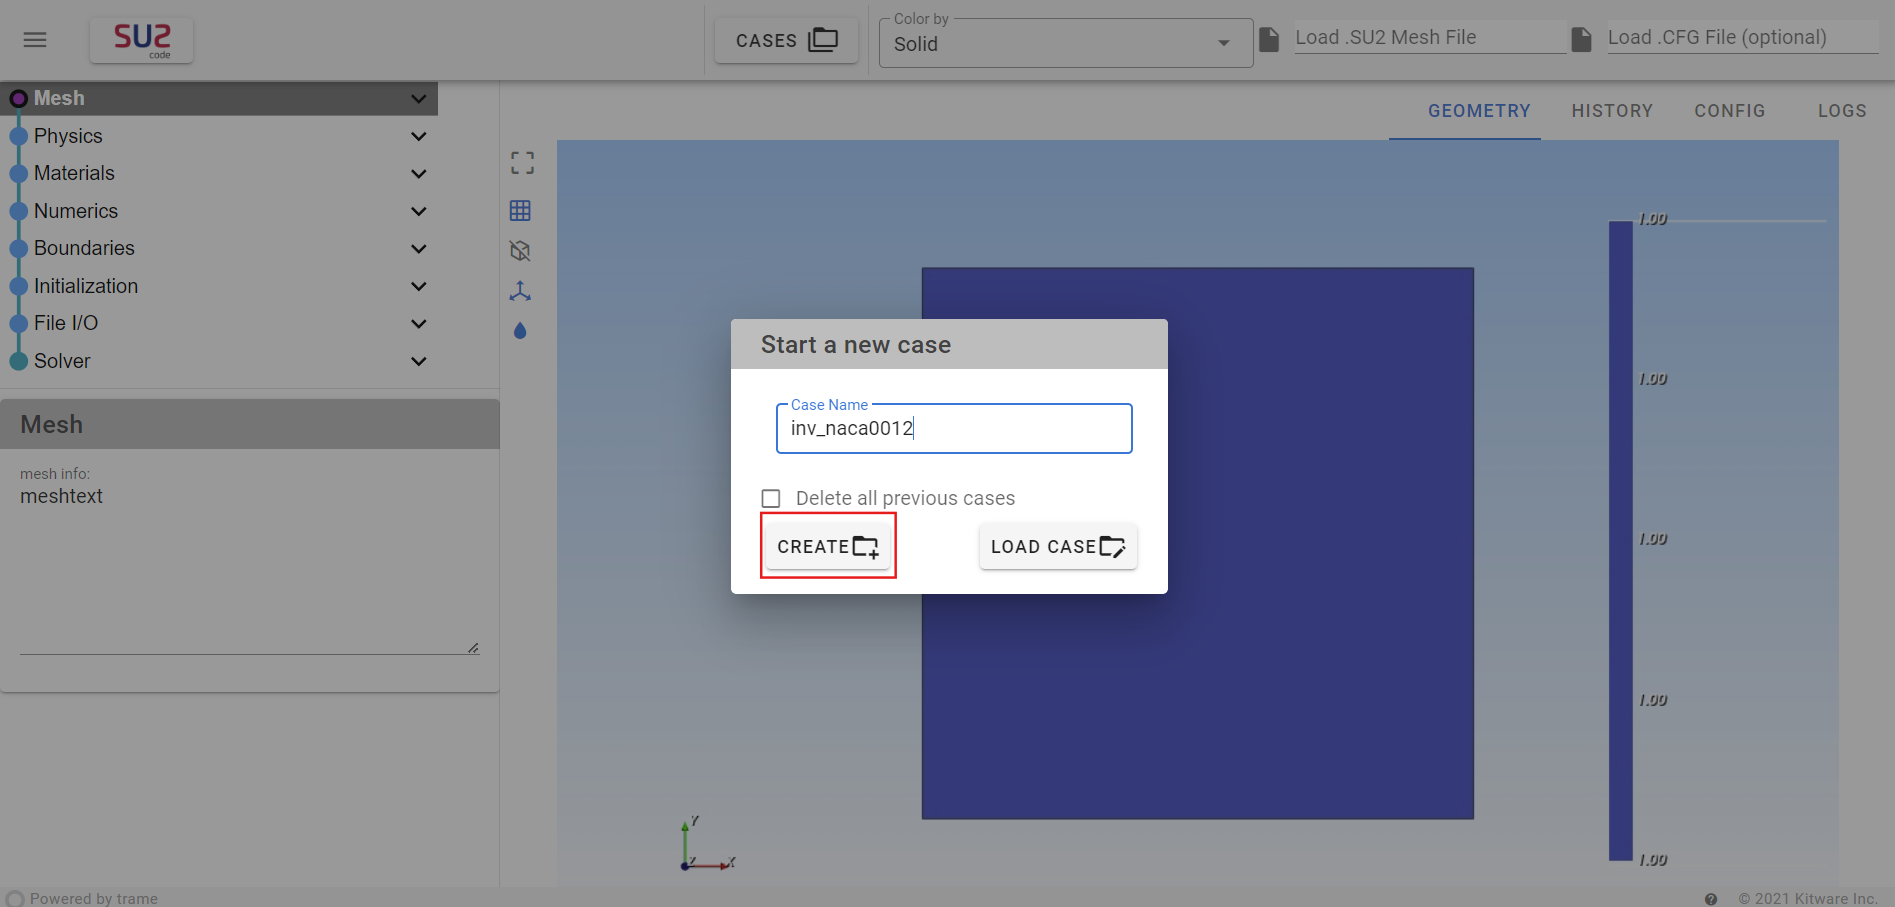 SU2
code
CASES
Color by
Solid
Load .SU2 Mesh File
Load .CFG File (optional)
Mesh
Physics
Materials
Numerics
Boundaries
Initialization
File I/O
Solver
Mesh
mesh info:
meshtext
GEOMETRY
HISTORY
CONFIG
LOGS
1.00
1.00
1.00
1.00
1.00
Start a new case
Case Name
inv_naca0012
Delete all previous cases
CREATE
LOAD CASE
Y
Z
X
Powered by trame
© 2021 Kitware Inc.